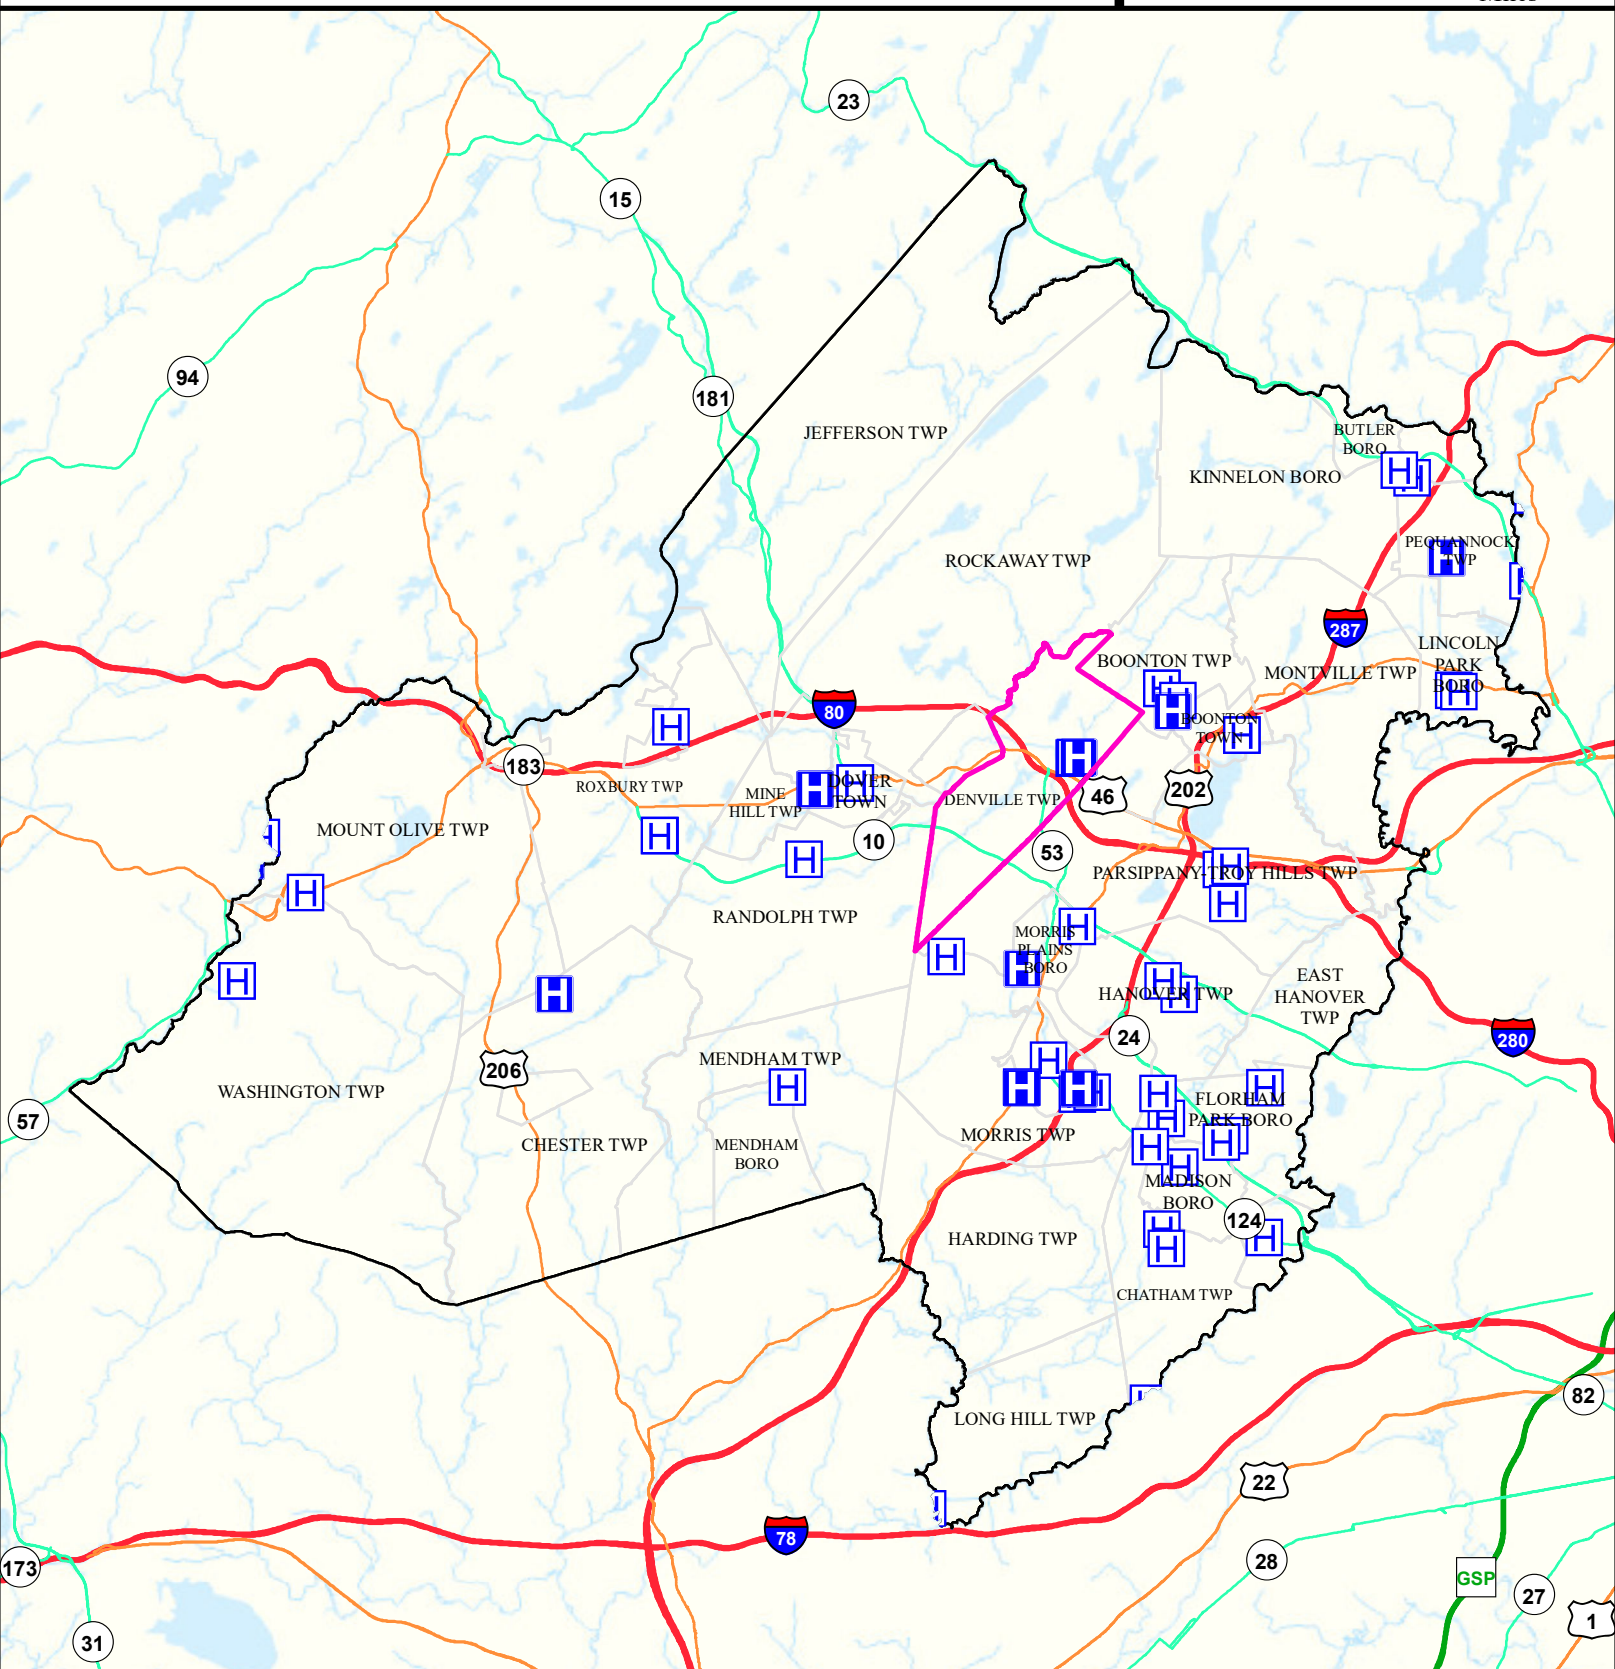 23
15
94
181
JEFFERSON TWP
BUTLER
BORO
KINNELON BORO
H
H
ROCKAWAY TWP
PEQUANNOCK
TWP
H
287
BOONTON TWP
MONTVILLE TWP
LINCOLN
PARK
BORO
H
80
H
H
BOONTON
TOWN
H
183
ROXBURY TWP
MINE
HILL TWP
H
H
DOVER
TOWN
DENVILLE TWP
H
46
202
MOUNT OLIVE TWP
H
H
H
10
53
PARSIPPANY-TROY HILLS TWP
H
H
RANDOLPH TWP
H
H
MORRIS
PLAINS
BORO
H
H
H
HANOVER TWP
H
H
EAST
HANOVER
TWP
24
280
206
MENDHAM TWP
H
WASHINGTON TWP
57
CHESTER TWP
MENDHAM
BORO
H
H
H
H
MORRIS TWP
H
H
H
H
FLORHAM
PARK BORO
H
H
H
MADISON
BORO
124
HARDING TWP
H
H
H
CHATHAM TWP
LONG HILL TWP
82
22
78
28
173
GSP
27
1
31